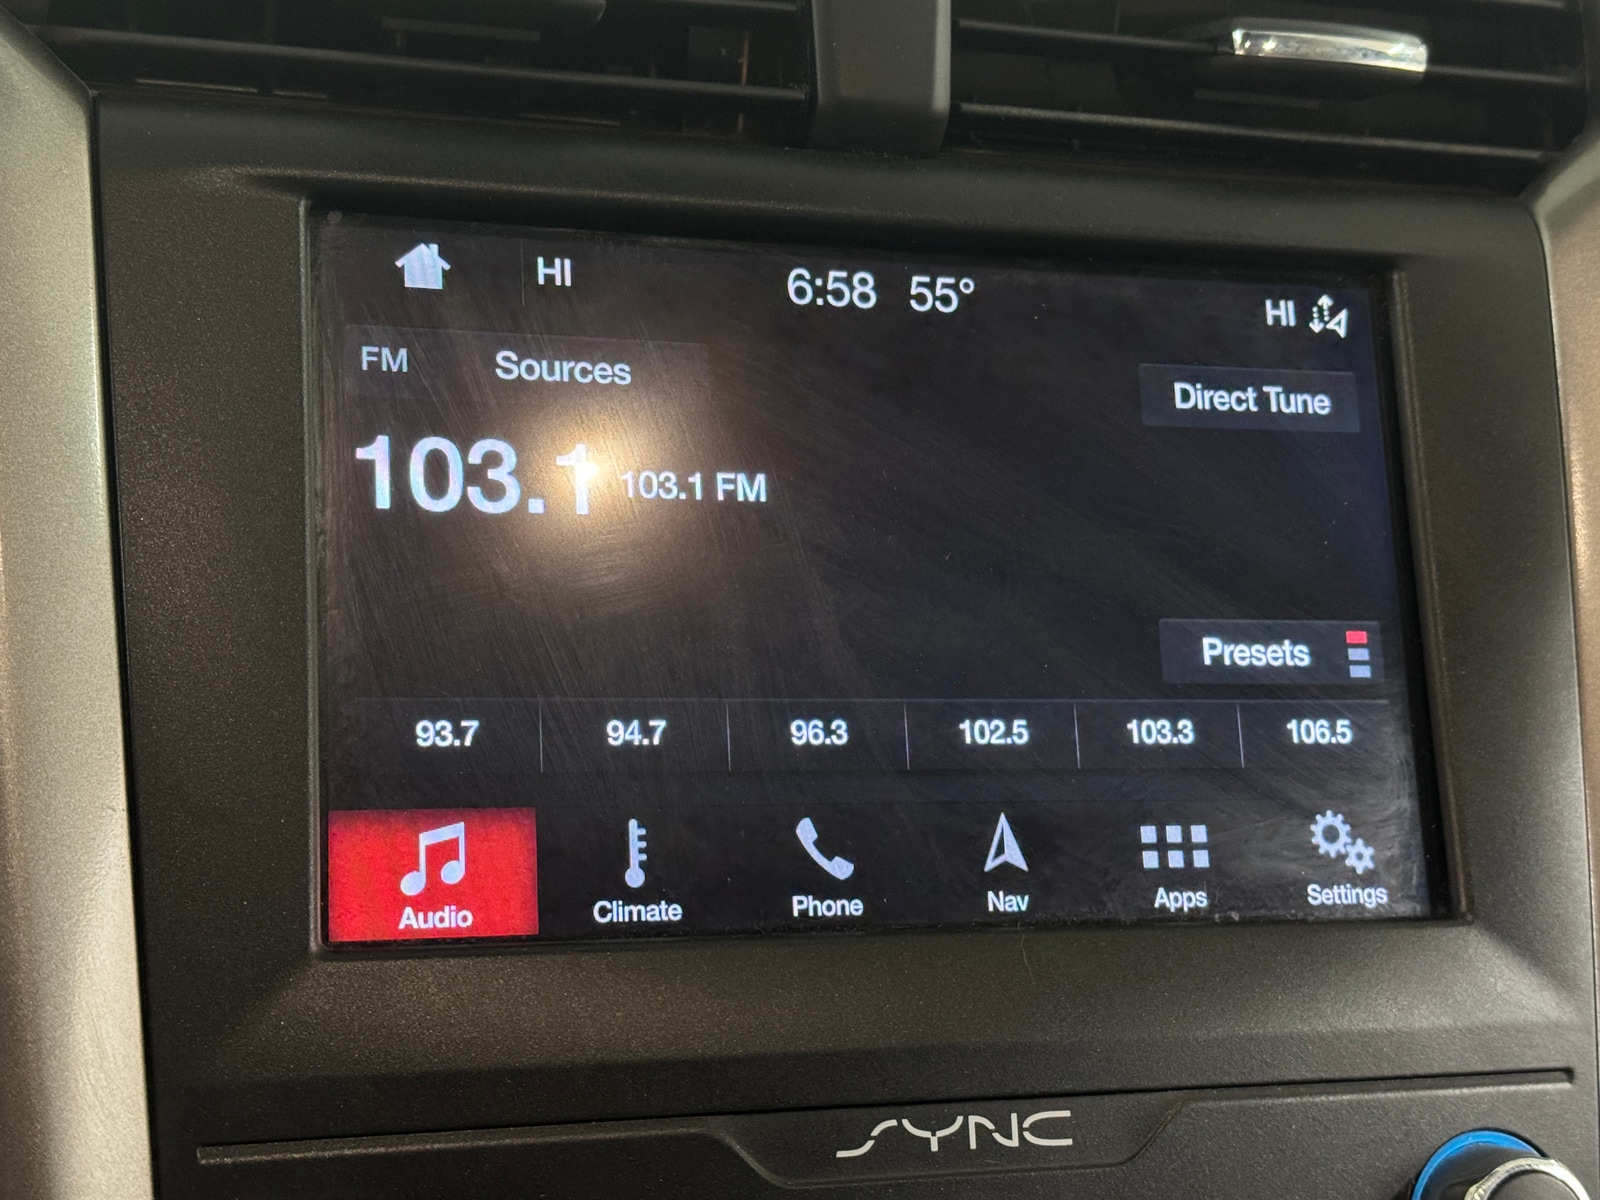 HI 6:58 55° HI
FM Sources
Direct Tune
103.1 103.1 FM
Presets
93.7 94.7 96.3 102.5 103.3 106.5
Audio Climate Phone Nav Apps Settings
SYNC